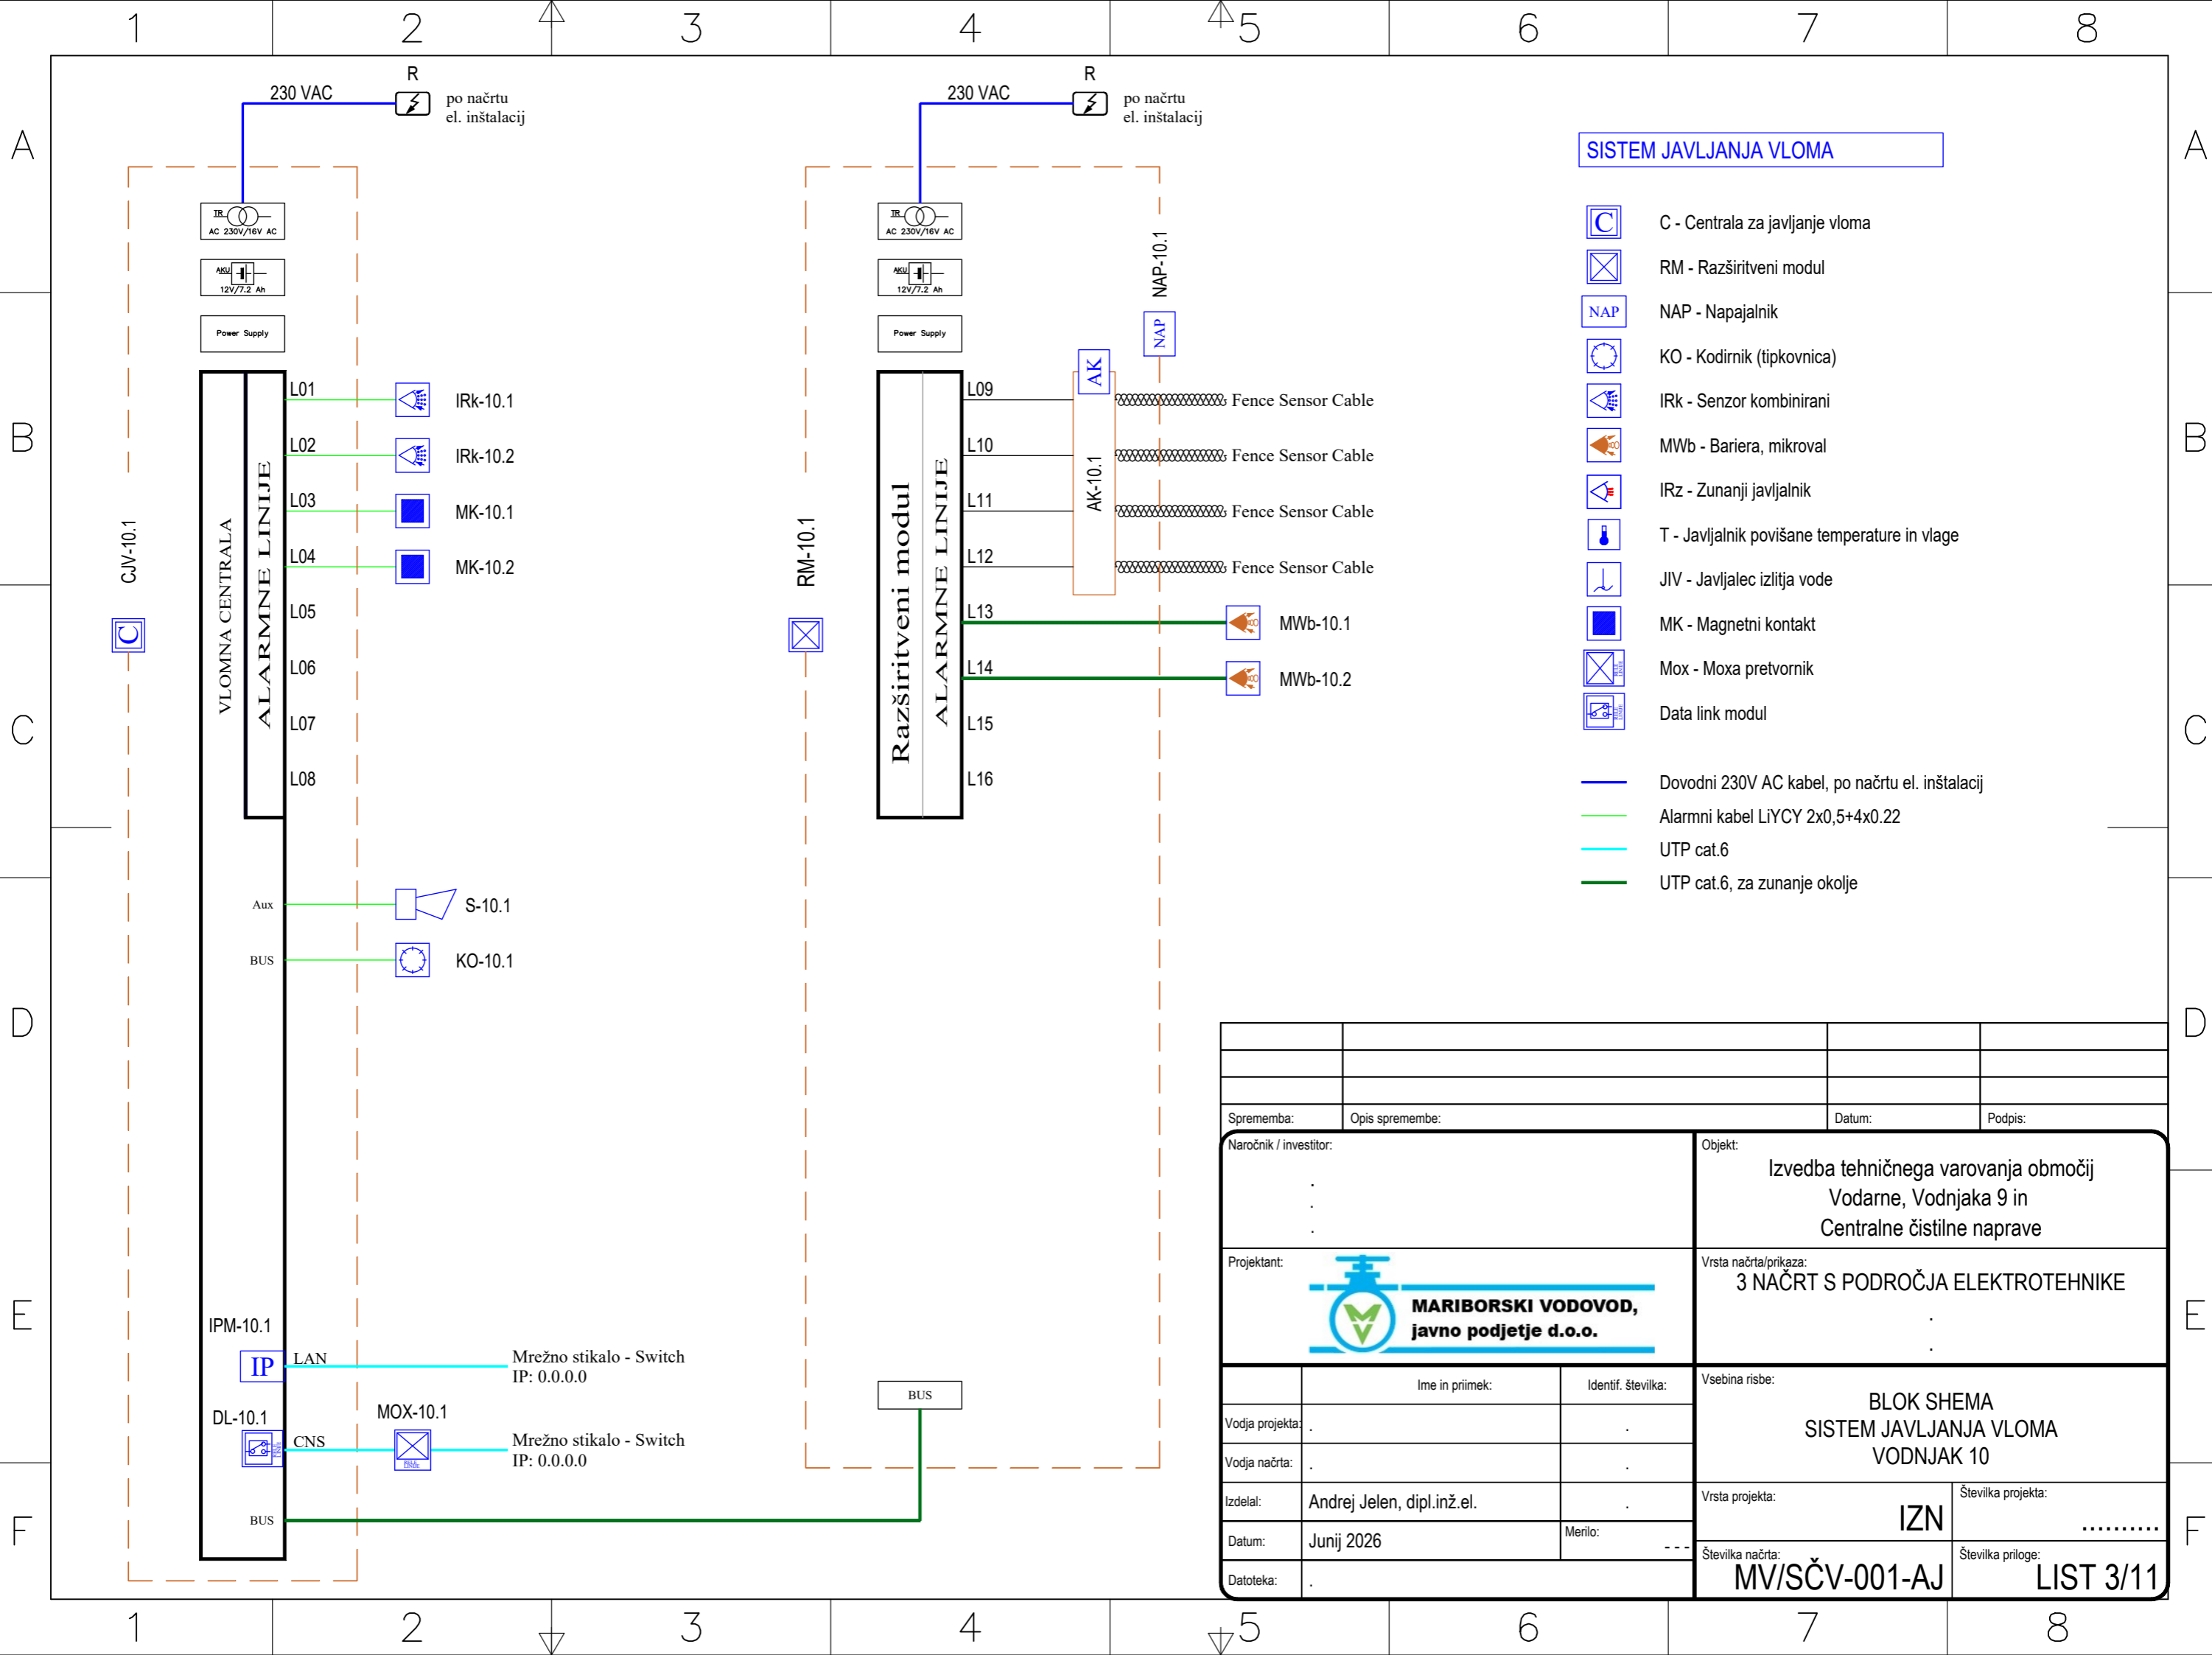 1 2 3 4 5 6 7 8
A
B
C
D
E
F
A
B
C
D
E
F
R
230 VAC
po načrtu
el. inštalacij
TR
AC 230V/16V AC
AKU
12V/7.2 Ah
Power Supply
CJV-10.1
C
VLOMNA CENTRALA
ALARMNE LINIJE
L01
IRk-10.1
L02
IRk-10.2
L03
MK-10.1
L04
MK-10.2
L05
L06
L07
L08
Aux
S-10.1
BUS
KO-10.1
IPM-10.1
IP
LAN
Mrežno stikalo - Switch
IP: 0.0.0.0
DL-10.1
RELE
LINIJE
CNS
MOX-10.1
RELE
LINIJE
Mrežno stikalo - Switch
IP: 0.0.0.0
BUS
R
230 VAC
po načrtu
el. inštalacij
TR
AC 230V/16V AC
AKU
12V/7.2 Ah
Power Supply
NAP-10.1
NAP
AK
AK-10.1
RM-10.1
Razširitveni modul
ALARMNE LINIJE
L09
Fence Sensor Cable
L10
Fence Sensor Cable
L11
Fence Sensor Cable
L12
Fence Sensor Cable
L13
MWb-10.1
L14
MWb-10.2
L15
L16
BUS
SISTEM JAVLJANJA VLOMA
C
C - Centrala za javljanje vloma
RM - Razširitveni modul
NAP
NAP - Napajalnik
KO - Kodirnik (tipkovnica)
IRk - Senzor kombinirani
MWb - Bariera, mikroval
IRz - Zunanji javljalnik
T - Javljalnik povišane temperature in vlage
JIV - Javljalec izlitja vode
MK - Magnetni kontakt
RELE
LINIJE
Mox - Moxa pretvornik
RELE
LINIJE
Data link modul
Dovodni 230V AC kabel, po načrtu el. inštalacij
Alarmni kabel LiYCY 2x0,5+4x0.22
UTP cat.6
UTP cat.6, za zunanje okolje
Sprememba: Opis spremembe: Datum: Podpis:
Naročnik / investitor:
.
.
.
Objekt:
Izvedba tehničnega varovanja območij
Vodarne, Vodnjaka 9 in
Centralne čistilne naprave
Projektant:
MARIBORSKI VODOVOD,
javno podjetje d.o.o.
Vrsta načrta/prikaza:
3 NAČRT S PODROČJA ELEKTROTEHNIKE
.
.
Ime in priimek: Identif. številka:
Vodja projekta: . .
Vodja načrta: . .
Izdelal: Andrej Jelen, dipl.inž.el. .
Datum: Junij 2026 Merilo: - - -
Datoteka: .
Vsebina risbe:
BLOK SHEMA
SISTEM JAVLJANJA VLOMA
VODNJAK 10
Vrsta projekta: IZN
Številka projekta: ..........
Številka načrta: MV/SČV-001-AJ
Številka priloge: LIST 3/11
1 2 3 4 5 6 7 8